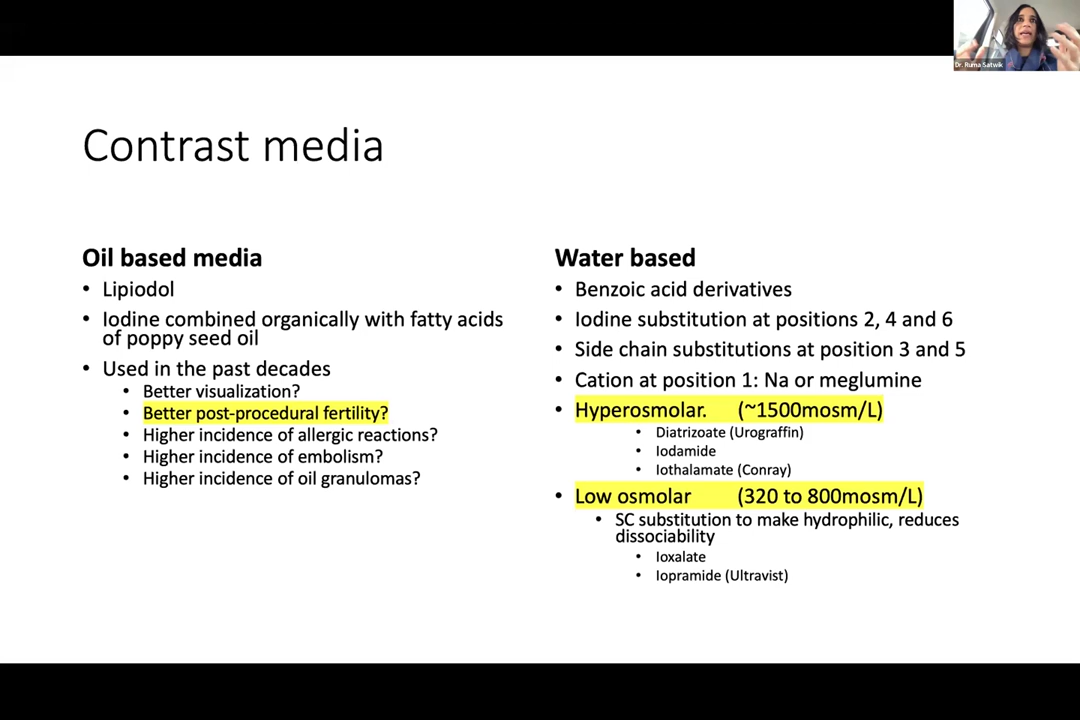 Dr. Ruma Satwik
Contrast media
Oil based media
• Lipiodol
• Iodine combined organically with fatty acids
of poppy seed oil
• Used in the past decades
• Better visualization?
• Better post-procedural fertility?
• Higher incidence of allergic reactions?
• Higher incidence of embolism?
• Higher incidence of oil granulomas?
Water based
• Benzoic acid derivatives
• Iodine substitution at positions 2, 4 and 6
• Side chain substitutions at position 3 and 5
• Cation at position 1: Na or meglumine
• Hyperosmolar. (~1500mosm/L)
• Diatrizoate (Urograffin)
• Iodamide
• Iothalamate (Conray)
• Low osmolar (320 to 800mosm/L)
• SC substitution to make hydrophilic, reduces
dissociability
• Ioxalate
• Iopramide (Ultravist)